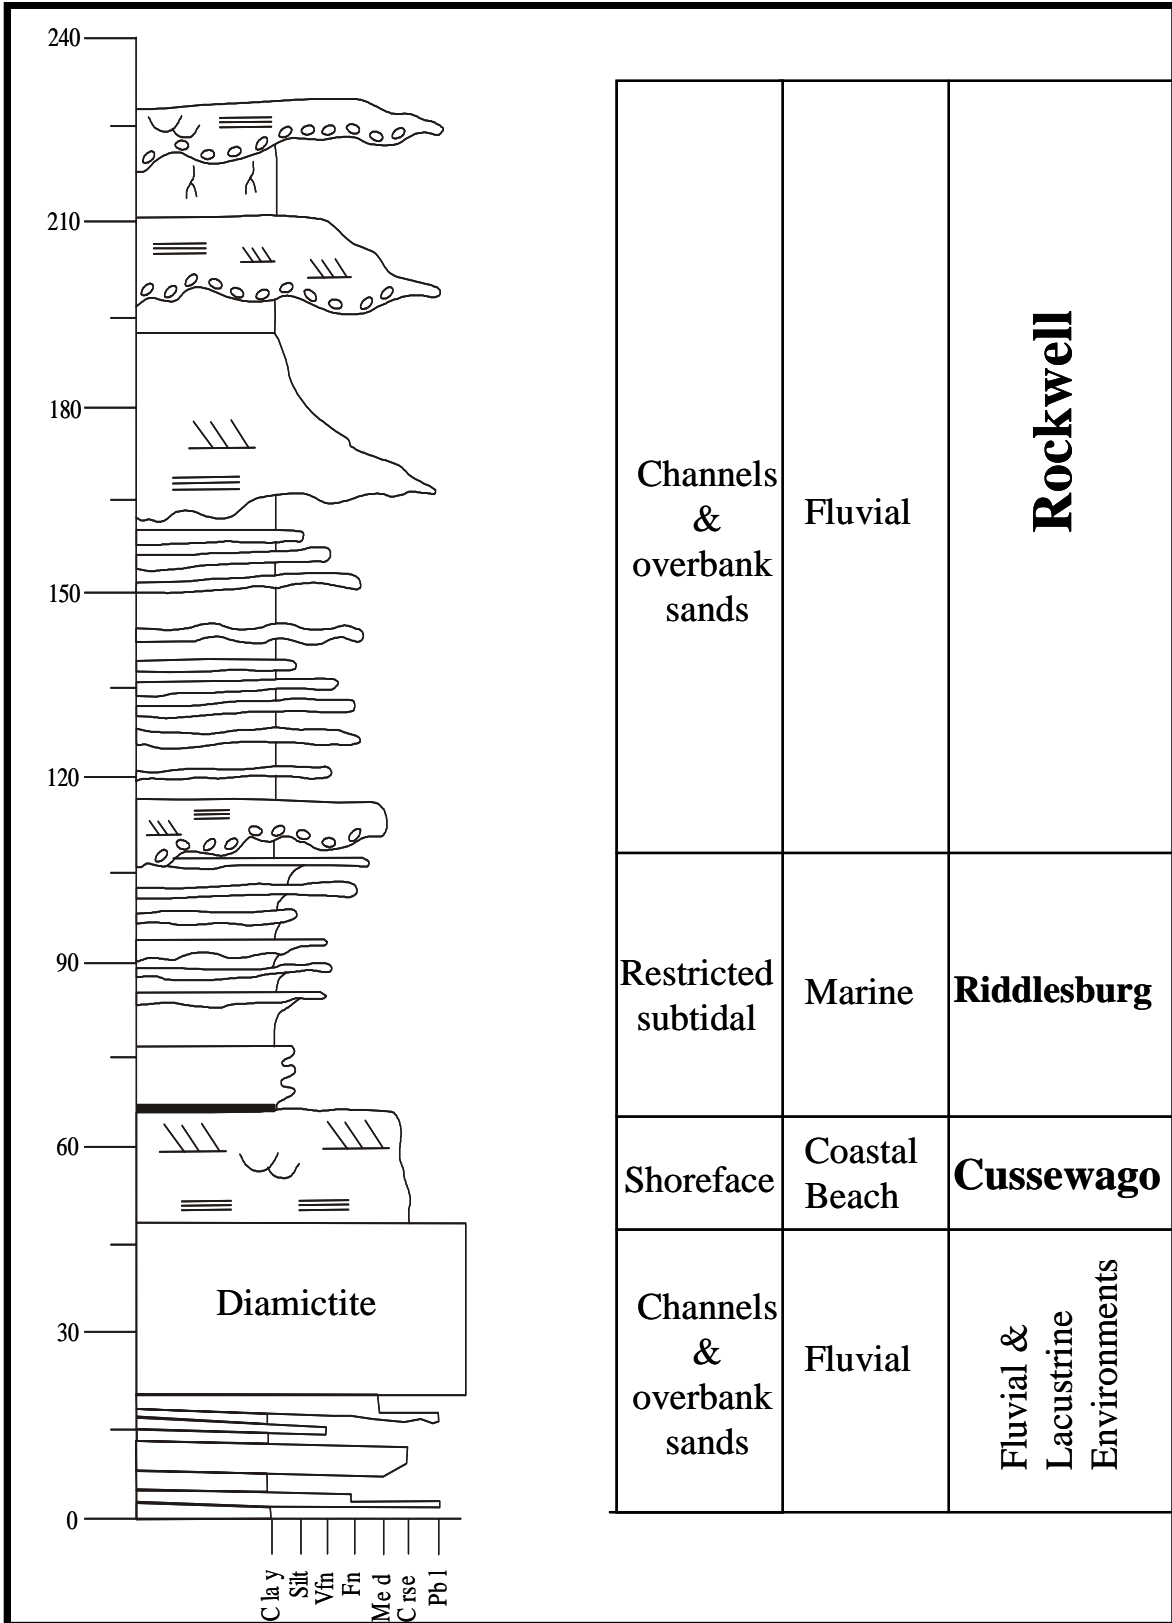 240
210
180
150
120
90
60
30
0
Diamictite
Clay
Silt
Vfn
Fn
Med
Crse
Pbl
Channels
&
overbank
sands
Fluvial
Rockwell
Restricted
subtidal
Marine
Riddlesburg
Shoreface
Coastal
Beach
Cussewago
Channels
&
overbank
sands
Fluvial
Fluvial &
Lacustrine
Environments